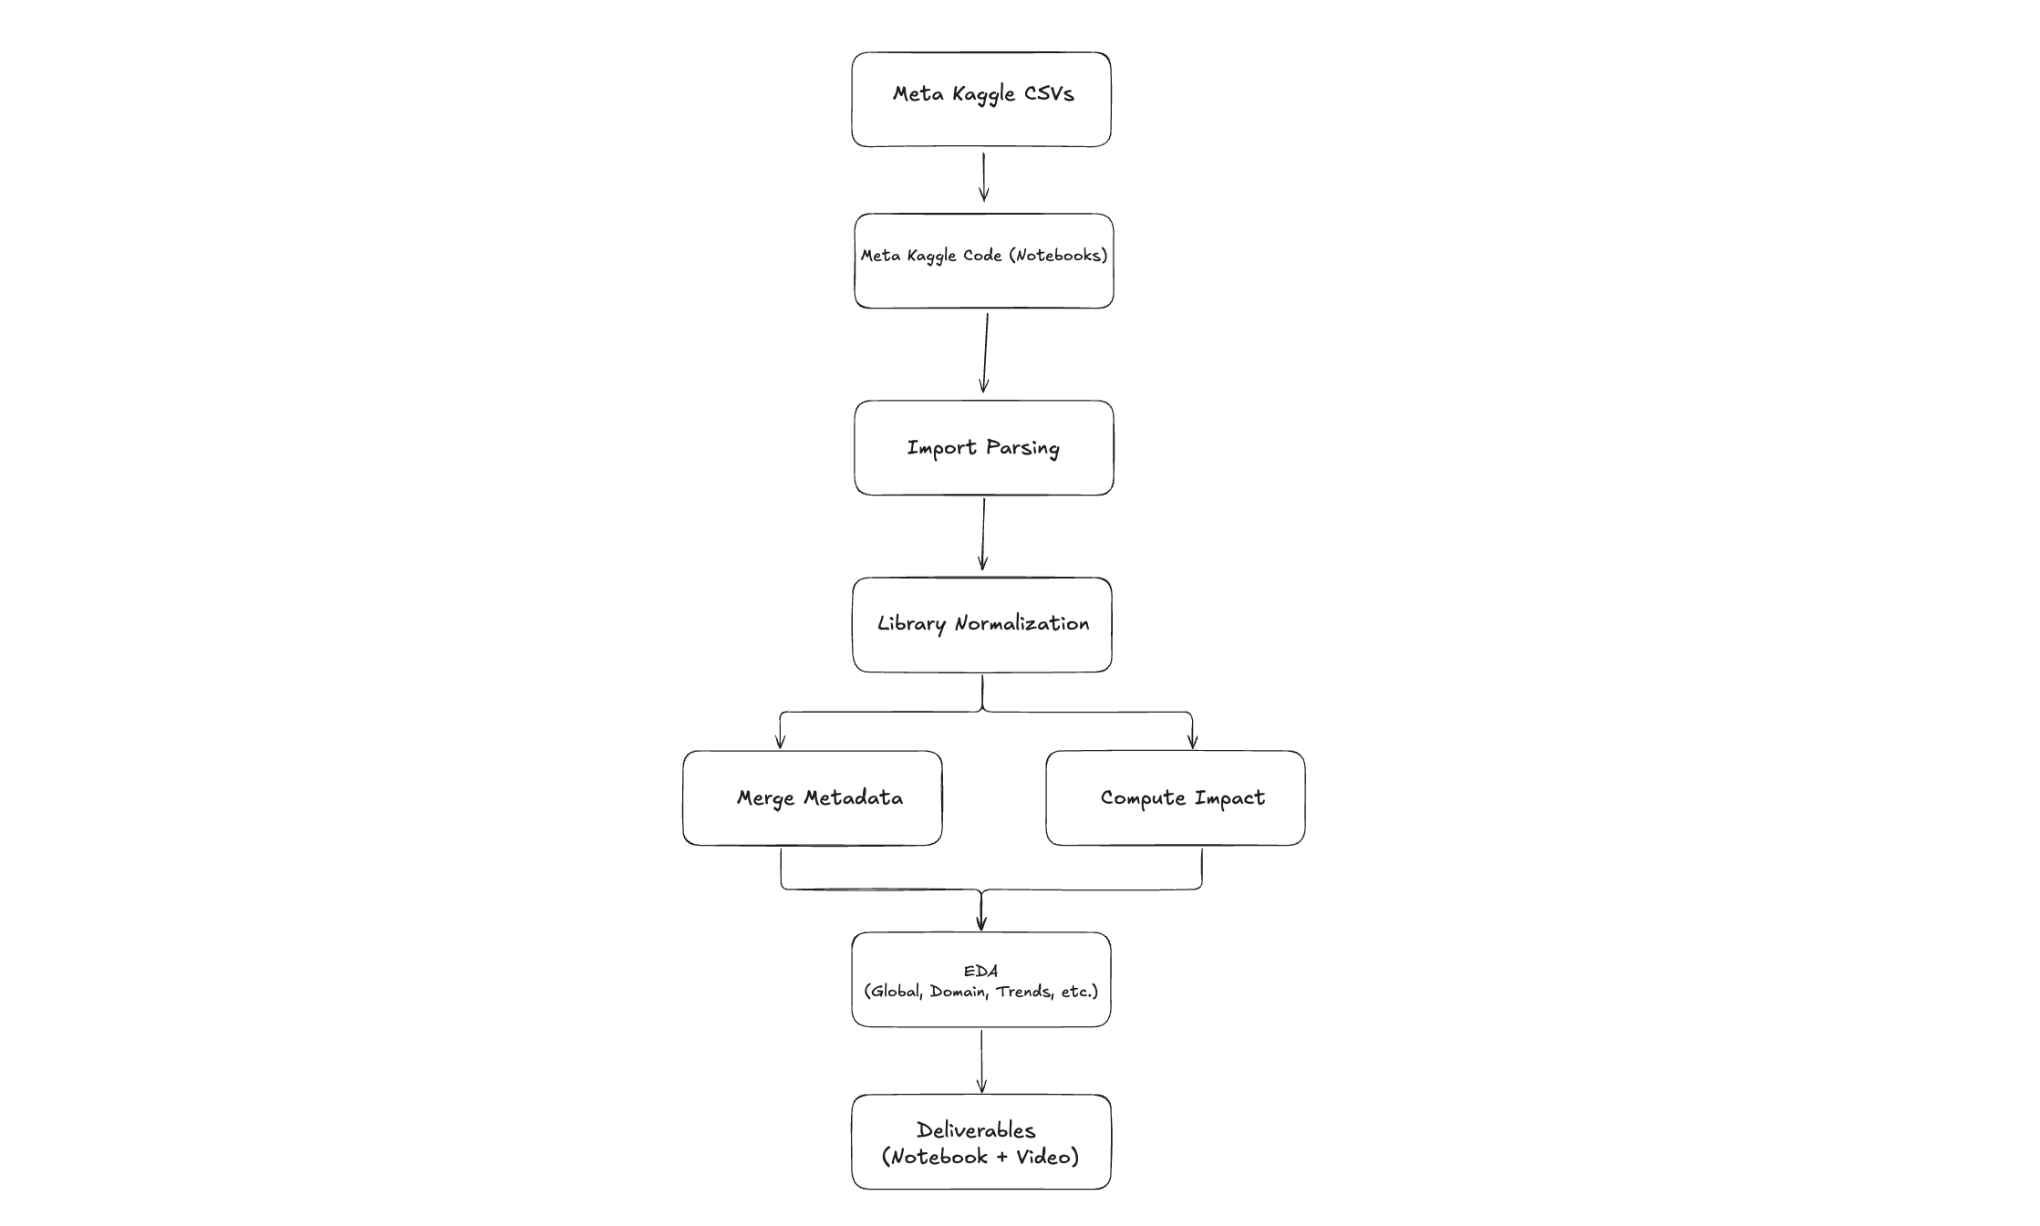 Meta Kaggle CSVs
Meta Kaggle Code (Notebooks)
Import Parsing
Library Normalization
Merge Metadata
Compute Impact
EDA
(Global, Domain, Trends, etc.)
Deliverables
(Notebook + Video)